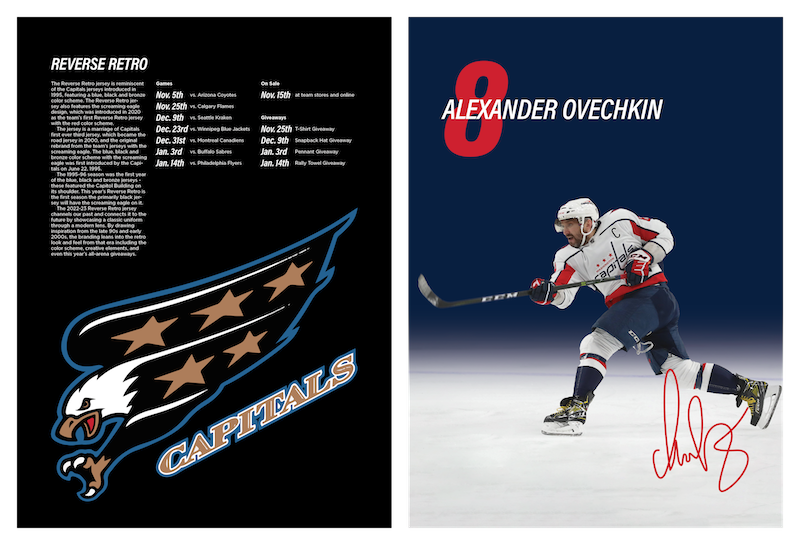 REVERSE RETRO
The Reverse Retro jersey is reminiscent
of the Capitals jerseys introduced in
1995, featuring a blue, black and bronze
color scheme. The Reverse Retro jer-
sey also features the screaming eagle
design, which was introduced in 2020
as the team's first Reverse Retro jersey
with the red color scheme.
The jersey is a marriage of Capitals
first ever third jersey, which became the
road jersey in 2000, and the original
rebrand from the team's jerseys with the
screaming eagle. The blue, black and
bronze color scheme with the screaming
eagle was first introduced by the Capi-
tals on June 22, 1995.
The 1995-96 season was the first year
of the blue, black and bronze jerseys -
these featured the Capitol Building on
its shoulder. This year's Reverse Retro is
the first season the primarily black jer-
sey will have the screaming eagle on it.
The 2022-23 Reverse Retro jersey
channels our past and connects it to the
future by showcasing a classic uniform
through a modern lens. By drawing
inspiration from the late 90s and early
2000s, the branding leans into the retro
look and feel from that era including the
color scheme, creative elements, and
even this year's all-arena giveaways.
Games
Nov. 5th vs. Arizona Coyotes
Nov. 25th vs. Calgary Flames
Dec. 9th vs. Seattle Kraken
Dec. 23rd vs. Winnipeg Blue Jackets
Dec. 31st vs. Montreal Canadiens
Jan. 3rd vs. Buffalo Sabres
Jan. 14th vs. Philadelphia Flyers
On Sale
Nov. 15th at team stores and online
Giveaways
Nov. 25th T-Shirt Giveaway
Dec. 9th Snapback Hat Giveaway
Jan. 3rd Pennant Giveaway
Jan. 14th Rally Towel Giveaway
CAPITALS
8
ALEXANDER OVECHKIN
C
capitals
CCM